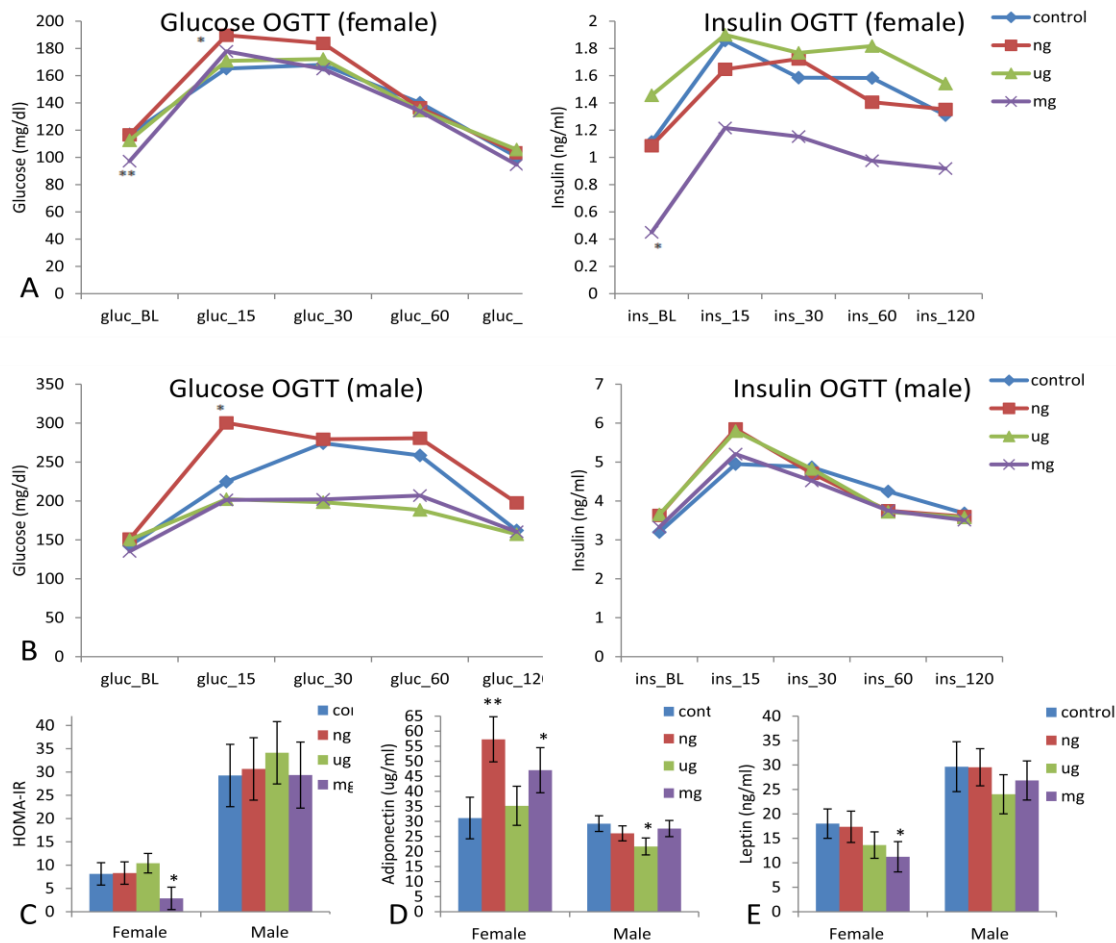 Glucose OGTT (female)
200
180
160
140
120
100
80
60
40
20
0
Glucose (mg/dl)
*
**
gluc_BL gluc_15 gluc_30 gluc_60 gluc_
A
Insulin OGTT (female)
2
1.8
1.6
1.4
1.2
1
0.8
0.6
0.4
0.2
0
Insulin (ng/ml)
*
ins_BL ins_15 ins_30 ins_60 ins_120
control
ng
ug
mg
Glucose OGTT (male)
350
300
250
200
150
100
50
0
Glucose (mg/dl)
*
gluc_BL gluc_15 gluc_30 gluc_60 gluc_120
B
Insulin OGTT (male)
7
6
5
4
3
2
1
0
Insulin (ng/ml)
ins_BL ins_15 ins_30 ins_60 ins_120
control
ng
ug
mg
40
35
30
25
20
15
10
5
0
HOMA-IR
*
Female Male
con
ng
ug
mg
C
65
60
55
50
45
40
35
30
25
20
15
10
5
0
Adiponectin (ug/ml)
**
*
*
Female Male
cont
ng
ug
mg
D
40
35
30
25
20
15
10
5
0
Leptin (ng/ml)
*
Female Male
control
ng
ug
mg
E